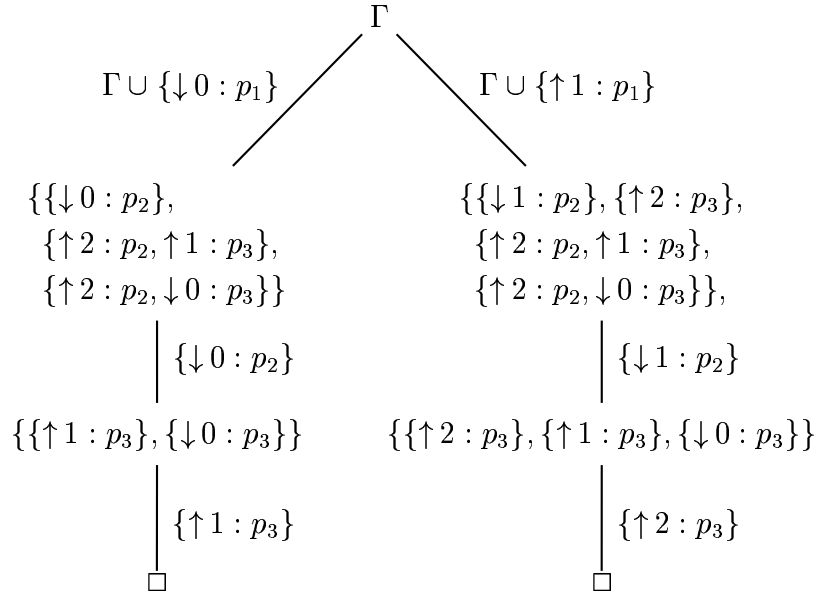 Γ
Γ ∪ {↓ 0 : p₁}
Γ ∪ {↑ 1 : p₁}
{{↓ 0 : p₂},
{↑ 2 : p₂, ↑ 1 : p₃},
{↑ 2 : p₂, ↓ 0 : p₃}}
{{↓ 1 : p₂}, {↑ 2 : p₃},
{↑ 2 : p₂, ↑ 1 : p₃},
{↑ 2 : p₂, ↓ 0 : p₃}},
{↓ 0 : p₂}
{↓ 1 : p₂}
{{↑ 1 : p₃}, {↓ 0 : p₃}}
{{↑ 2 : p₃}, {↑ 1 : p₃}, {↓ 0 : p₃}}
{↑ 1 : p₃}
{↑ 2 : p₃}
□
□